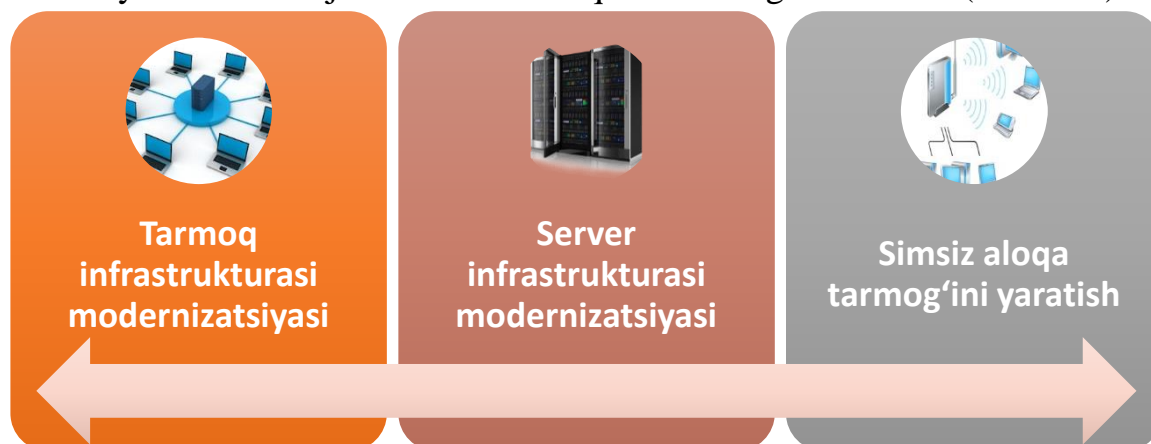 Tarmoq
infrastrukturasi
modernizatsiyasi
Server
infrastrukturasi
modernizatsiyasi
Simsiz aloqa
tarmog‘ini yaratish